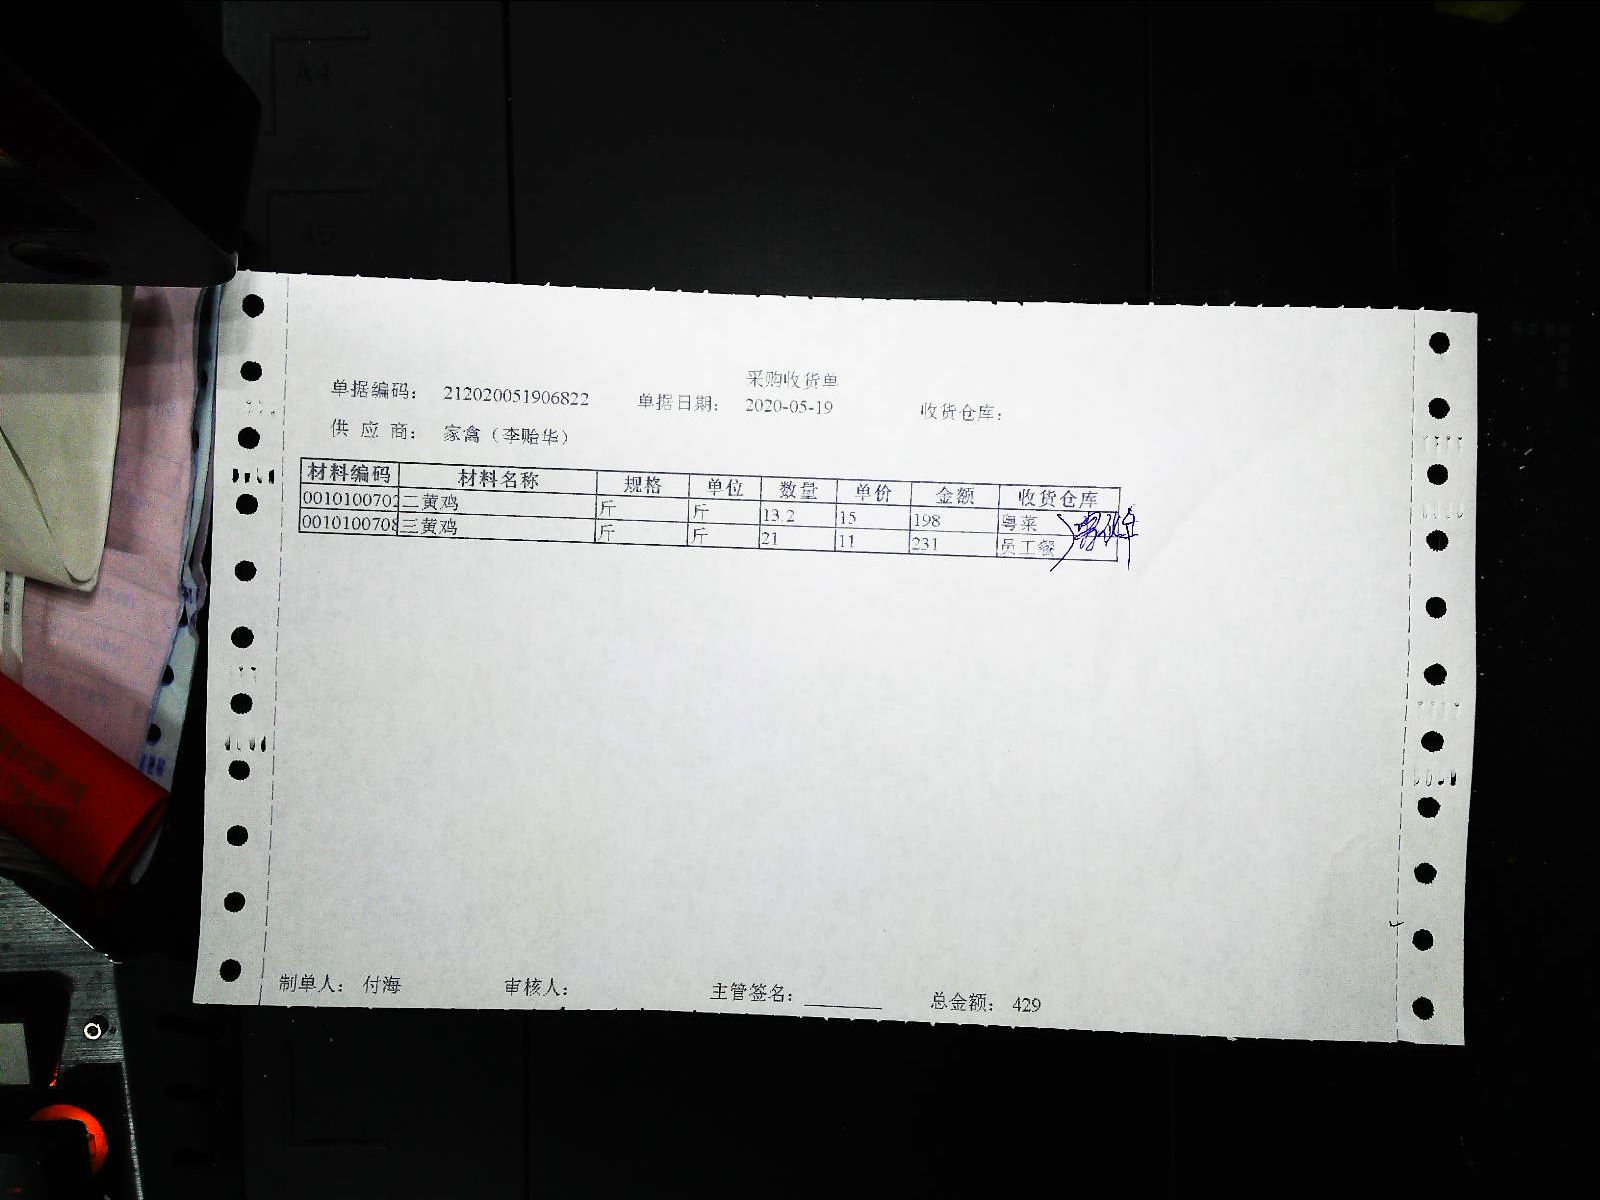 采购收货单
单据编码： 212020051906822 单据日期： 2020-05-19 收货仓库：
供 应 商： 家禽（李贻华）
材料编码 材料名称 规格 单位 数量 单价 金额 收货仓库
0010100702 二黄鸡 斤 斤 13.2 15 198 粤菜
0010100708 三黄鸡 斤 斤 21 11 231 员工餐
制单人： 付海 审核人： 主管签名： 总金额： 429